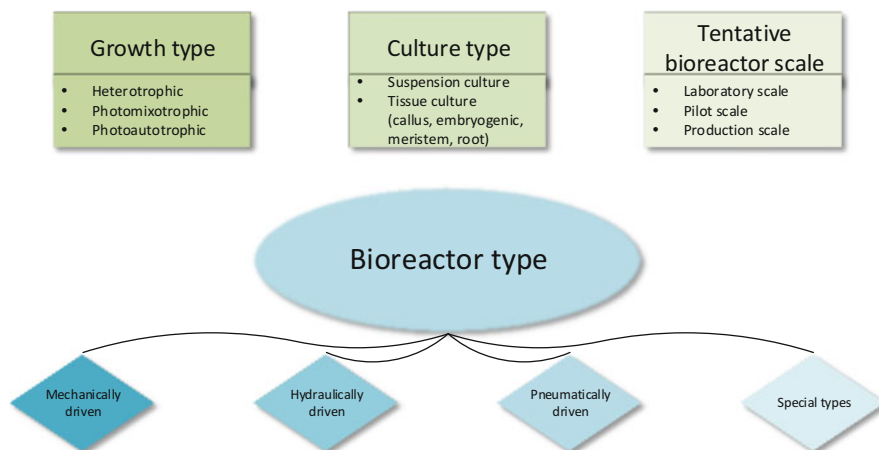 Growth type
• Heterotrophic
• Photomixotrophic
• Photoautotrophic
Culture type
• Suspension culture
• Tissue culture
(callus, embryogenic,
meristem, root)
Tentative
bioreactor scale
• Laboratory scale
• Pilot scale
• Production scale
Bioreactor type
Mechanically
driven
Hydraulically
driven
Pneumatically
driven
Special types